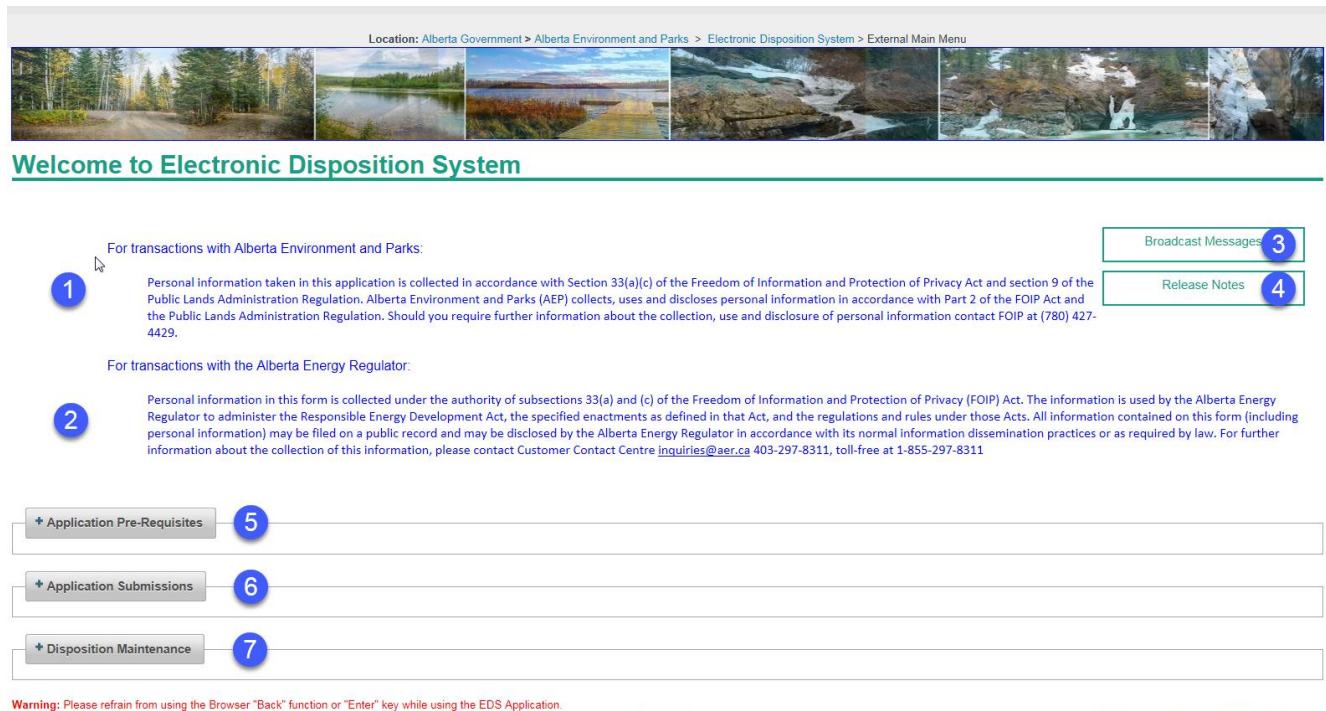 Location: Alberta Government > Alberta Environment and Parks > Electronic Disposition System > External Main Menu
Welcome to Electronic Disposition System
For transactions with Alberta Environment and Parks:
Broadcast Messages 3
1
Personal information taken in this application is collected in accordance with Section 33(a)(c) of the Freedom of Information and Protection of Privacy Act and section 9 of the
Public Lands Administration Regulation. Alberta Environment and Parks (AEP) collects, uses and discloses personal information in accordance with Part 2 of the FOIP Act and
the Public Lands Administration Regulation. Should you require further information about the collection, use and disclosure of personal information contact FOIP at (780) 427-
4429.
Release Notes 4
For transactions with the Alberta Energy Regulator:
2
Personal information in this form is collected under the authority of subsections 33(a) and (c) of the Freedom of Information and Protection of Privacy (FOIP) Act. The information is used by the Alberta Energy
Regulator to administer the Responsible Energy Development Act, the specified enactments as defined in that Act, and the regulations and rules under those Acts. All information contained on this form (including
personal information) may be filed on a public record and may be disclosed by the Alberta Energy Regulator in accordance with its normal information dissemination practices or as required by law. For further
information about the collection of this information, please contact Customer Contact Centre inquiries@aer.ca 403-297-8311, toll-free at 1-855-297-8311
+ Application Pre-Requisites 5
+ Application Submissions 6
+ Disposition Maintenance 7
Warning: Please refrain from using the Browser "Back" function or "Enter" key while using the EDS Application.